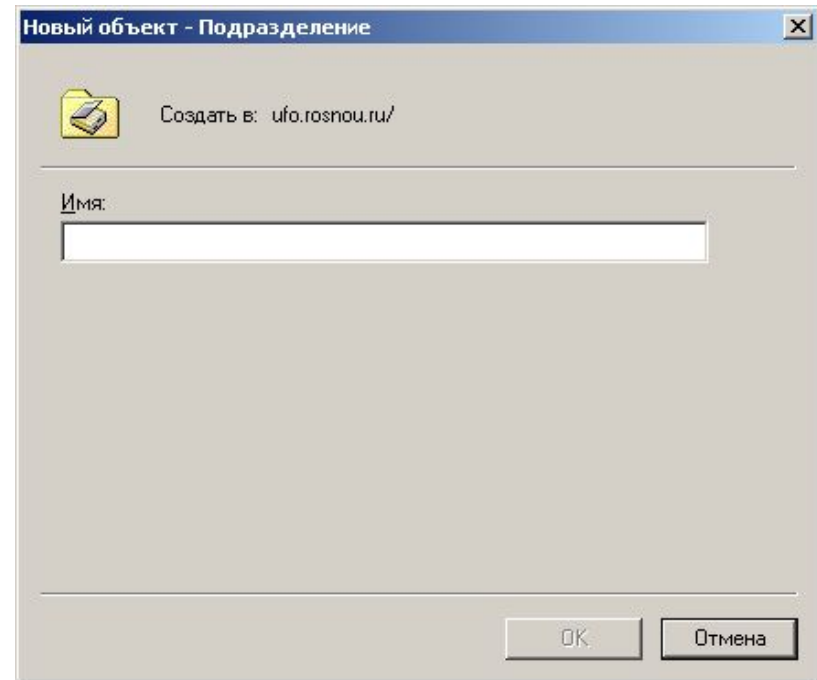 Новый объект - Подразделение
Создать в: ufo.rosnou.ru/
Имя:
OK Отмена